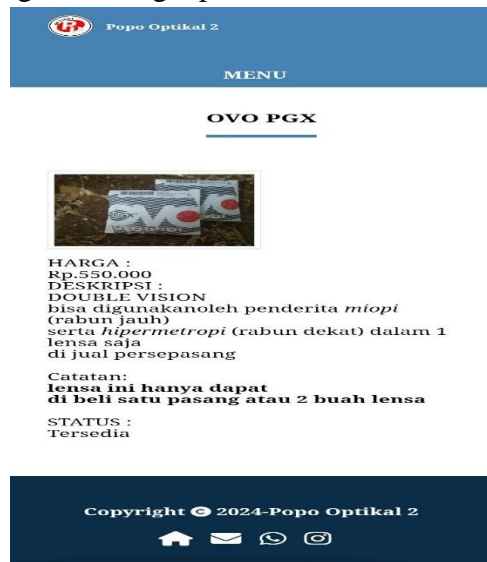 Popo Optikal 2
MENU
OVO PGX
HARGA :
Rp.550.000
DESKRIPSI :
DOUBLE VISION
bisa digunakanoleh penderita miopi
(rabun jauh)
serta hipermetropi (rabun dekat) dalam 1
lensa saja
di jual persepasang
Catatan:
lensa ini hanya dapat
di beli satu pasang atau 2 buah lensa
STATUS :
Tersedia
Copyright © 2024-Popo Optikal 2